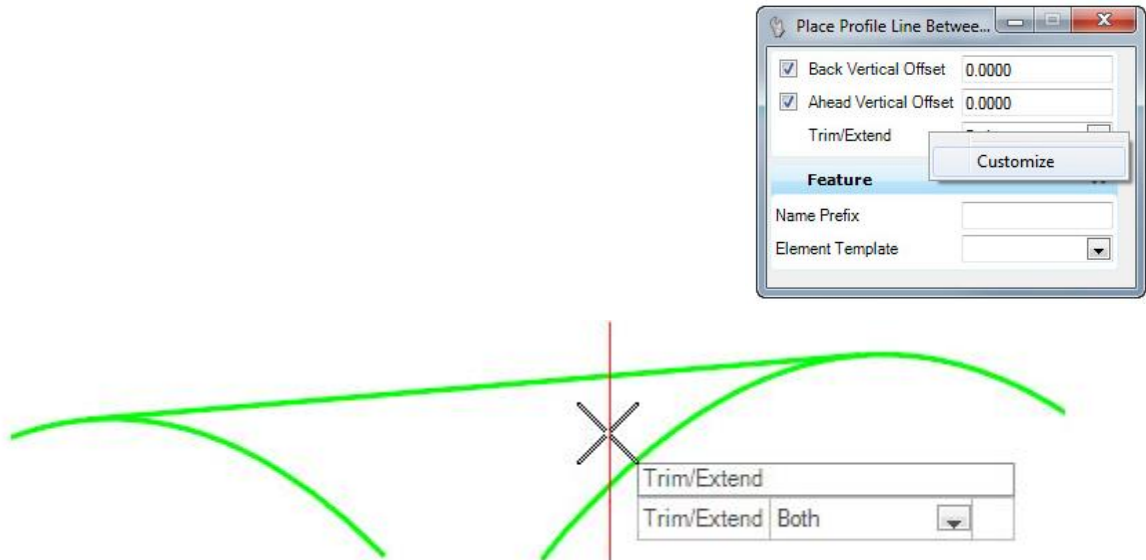 Place Profile Line Betwee...
Back Vertical Offset 0.0000
Ahead Vertical Offset 0.0000
Trim/Extend
Customize
Feature
Name Prefix
Element Template
Trim/Extend
Trim/Extend Both